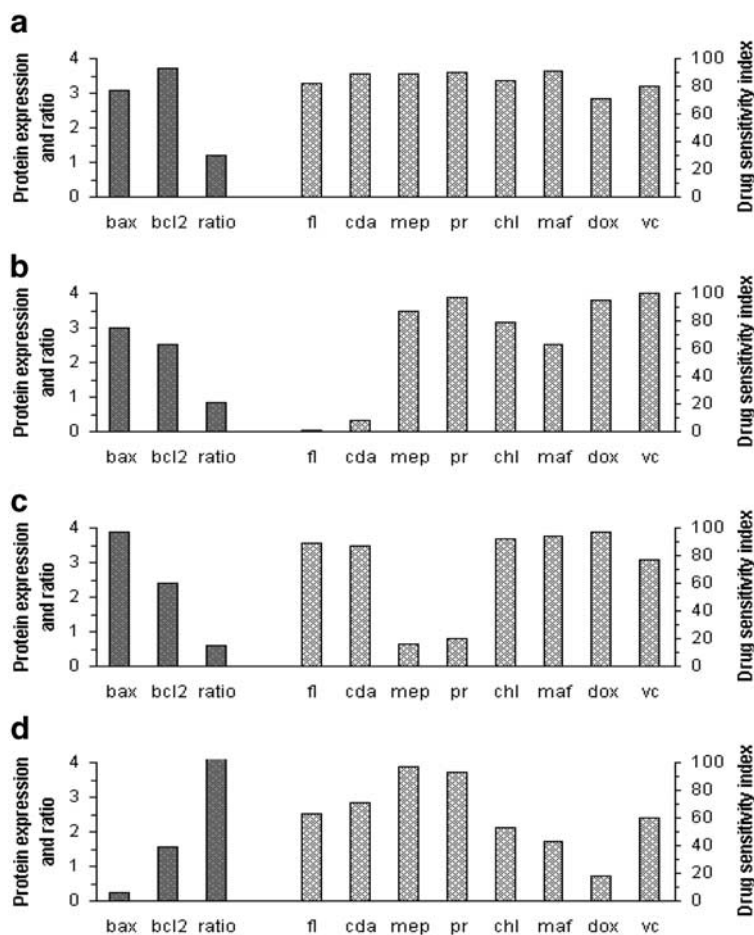 a
Protein expression
and ratio
4
3
2
1
0
100
80
60
40
20
0
Drug sensitivity index
bax bcl2 ratio fl cda mep pr chl maf dox vc
b
Protein expression
and ratio
4
3
2
1
0
100
80
60
40
20
0
Drug sensitivity index
bax bcl2 ratio fl cda mep pr chl maf dox vc
c
Protein expression
and ratio
4
3
2
1
0
100
80
60
40
20
0
Drug sensitivity index
bax bcl2 ratio fl cda mep pr chl maf dox vc
d
Protein expression
and ratio
4
3
2
1
0
100
80
60
40
20
0
Drug sensitivity index
bax bcl2 ratio fl cda mep pr chl maf dox vc